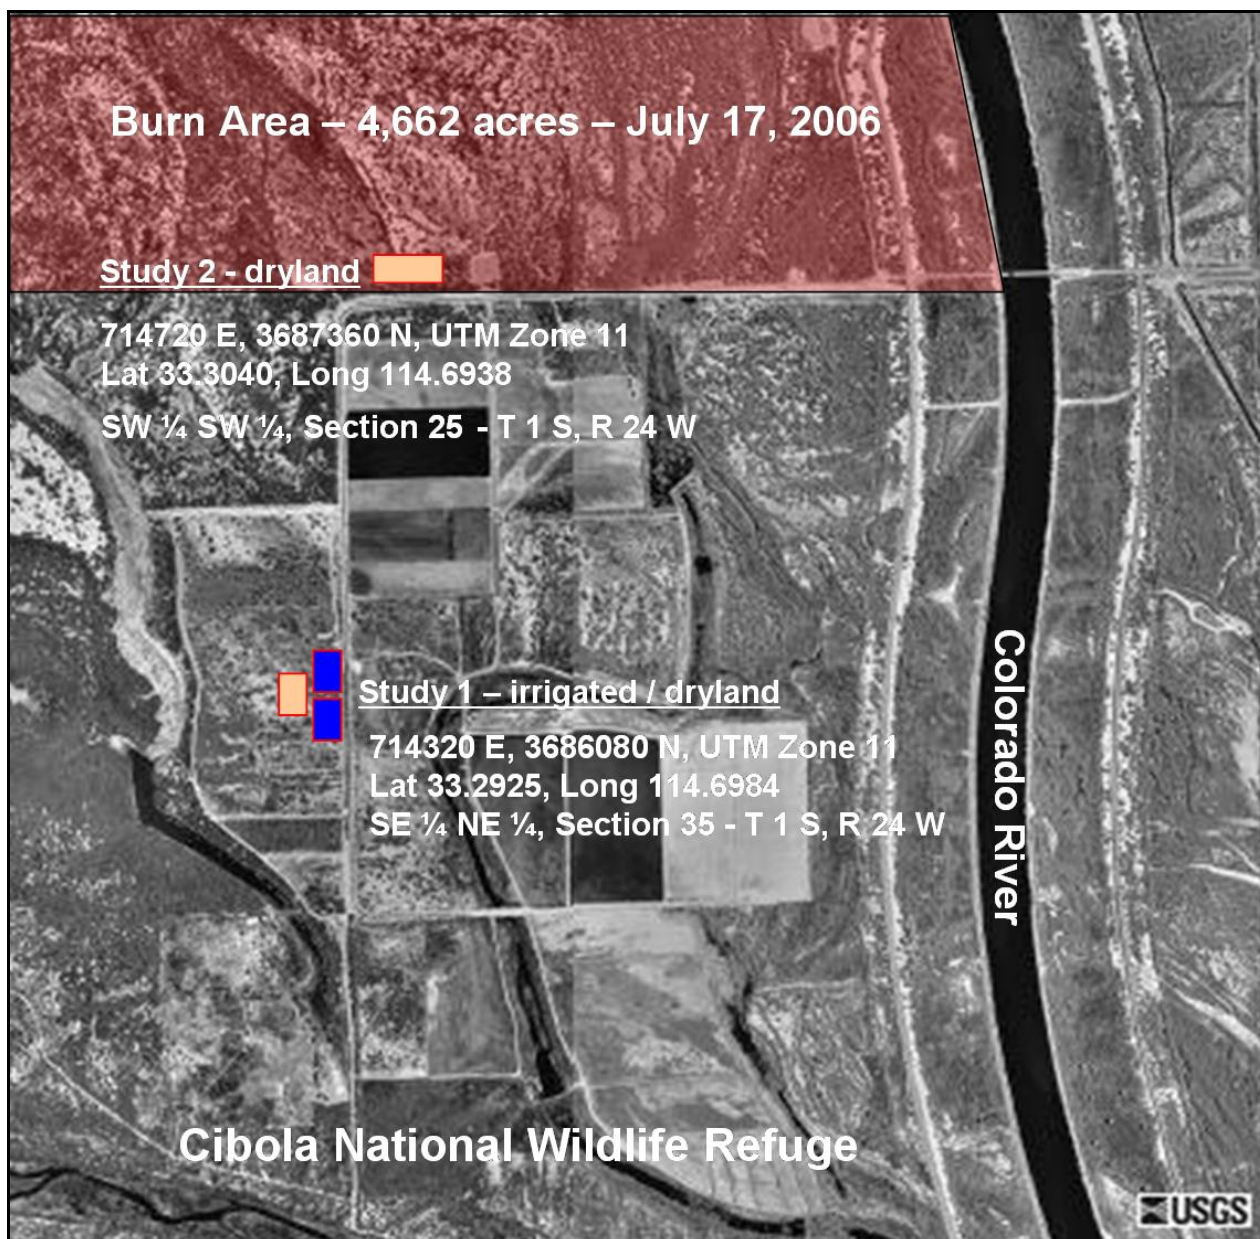 Burn Area – 4,662 acres – July 17, 2006
Study 2 - dryland
714720 E, 3687360 N, UTM Zone 11
Lat 33.3040, Long 114.6938
SW ¼ SW ¼, Section 25 - T 1 S, R 24 W
Study 1 – irrigated / dryland
714320 E, 3686080 N, UTM Zone 11
Lat 33.2925, Long 114.6984
SE ¼ NE ¼, Section 35 - T 1 S, R 24 W
Colorado River
Cibola National Wildlife Refuge
USGS